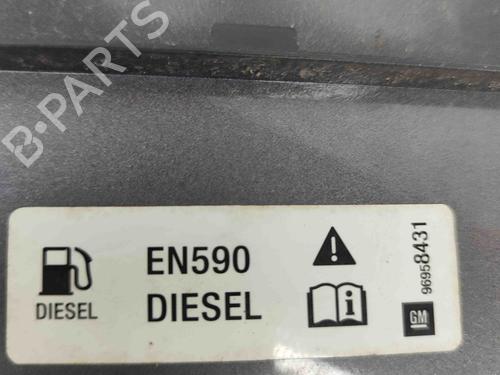 B-PARTS
EN590
DIESEL
DIESEL
96958431
GM